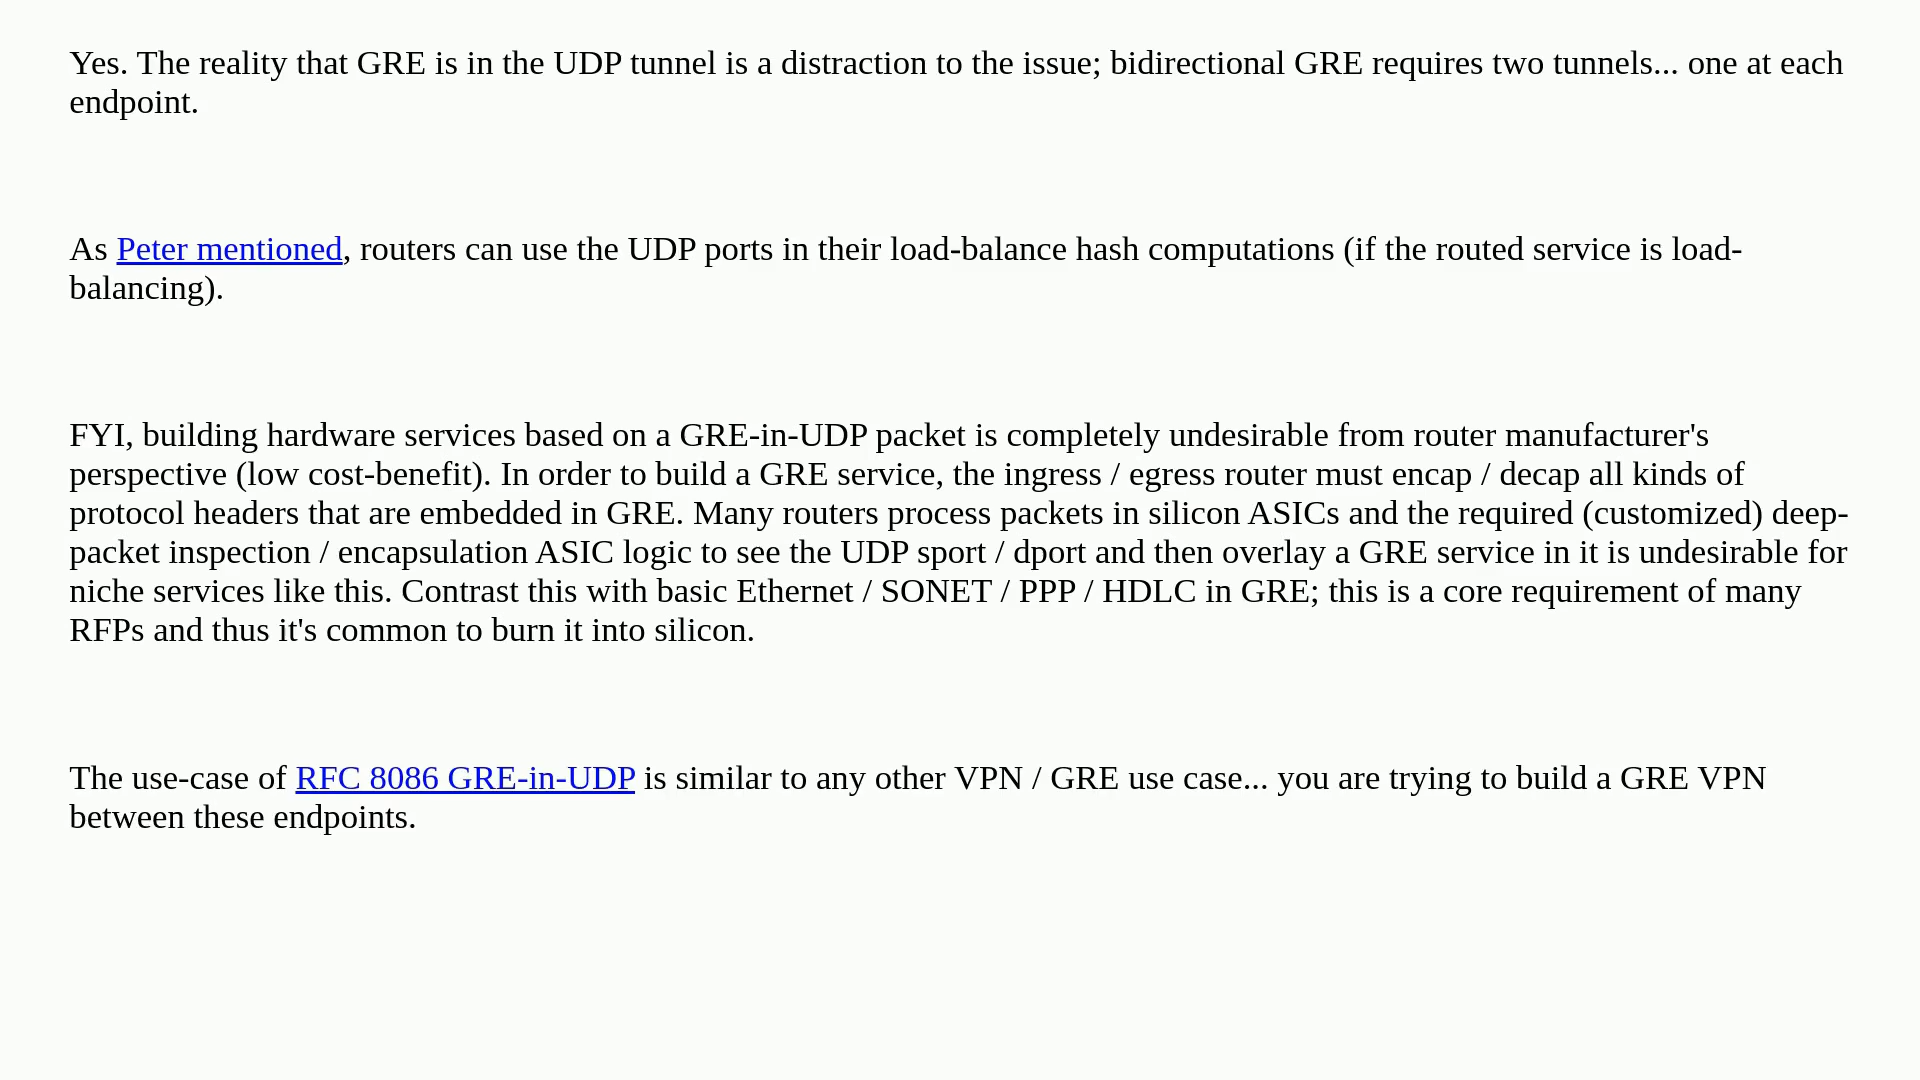 Yes. The reality that GRE is in the UDP tunnel is a distraction to the issue; bidirectional GRE requires two tunnels... one at each
endpoint.
As Peter mentioned, routers can use the UDP ports in their load-balance hash computations (if the routed service is load-
balancing).
FYI, building hardware services based on a GRE-in-UDP packet is completely undesirable from router manufacturer's
perspective (low cost-benefit). In order to build a GRE service, the ingress / egress router must encap / decap all kinds of
protocol headers that are embedded in GRE. Many routers process packets in silicon ASICs and the required (customized) deep-
packet inspection / encapsulation ASIC logic to see the UDP sport / dport and then overlay a GRE service in it is undesirable for
niche services like this. Contrast this with basic Ethernet / SONET / PPP / HDLC in GRE; this is a core requirement of many
RFPs and thus it's common to burn it into silicon.
The use-case of RFC 8086 GRE-in-UDP is similar to any other VPN / GRE use case... you are trying to build a GRE VPN
between these endpoints.